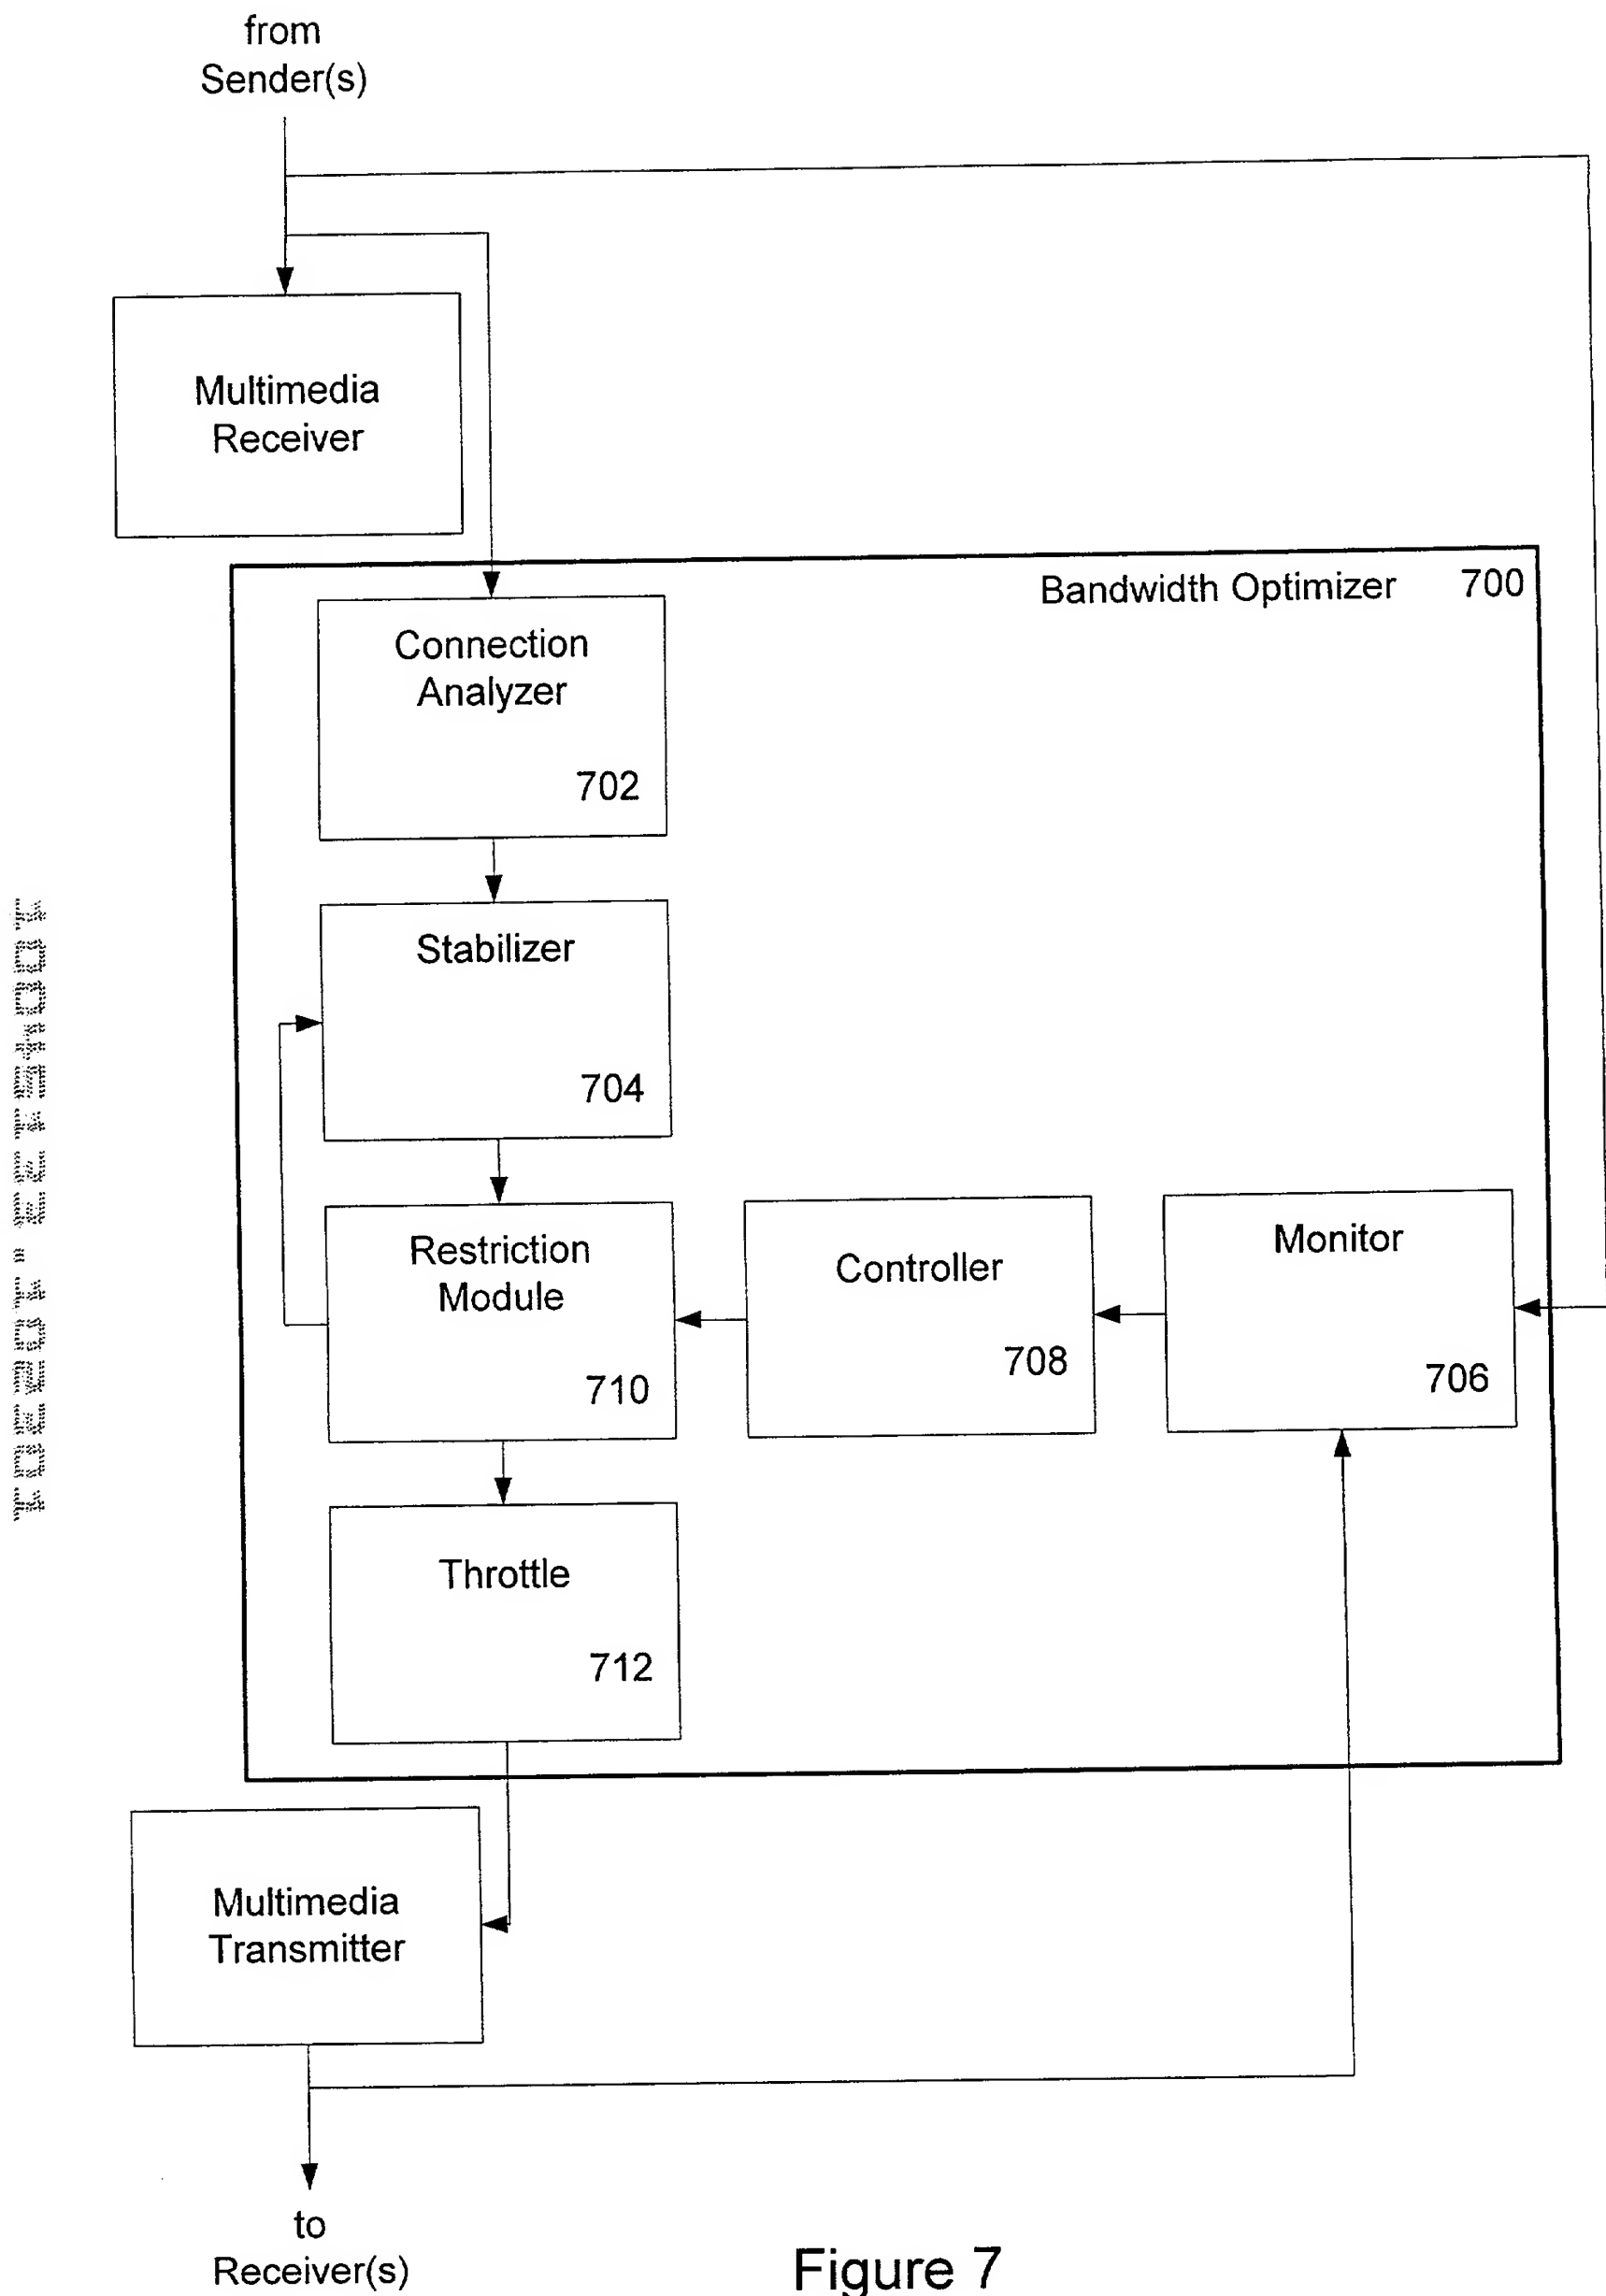 from
Sender(s)
Multimedia
Receiver
Bandwidth Optimizer 700
Connection
Analyzer
702
Stabilizer
704
Restriction
Module
710
Controller
708
Monitor
706
Throttle
712
Multimedia
Transmitter
to
Receiver(s)
Figure 7